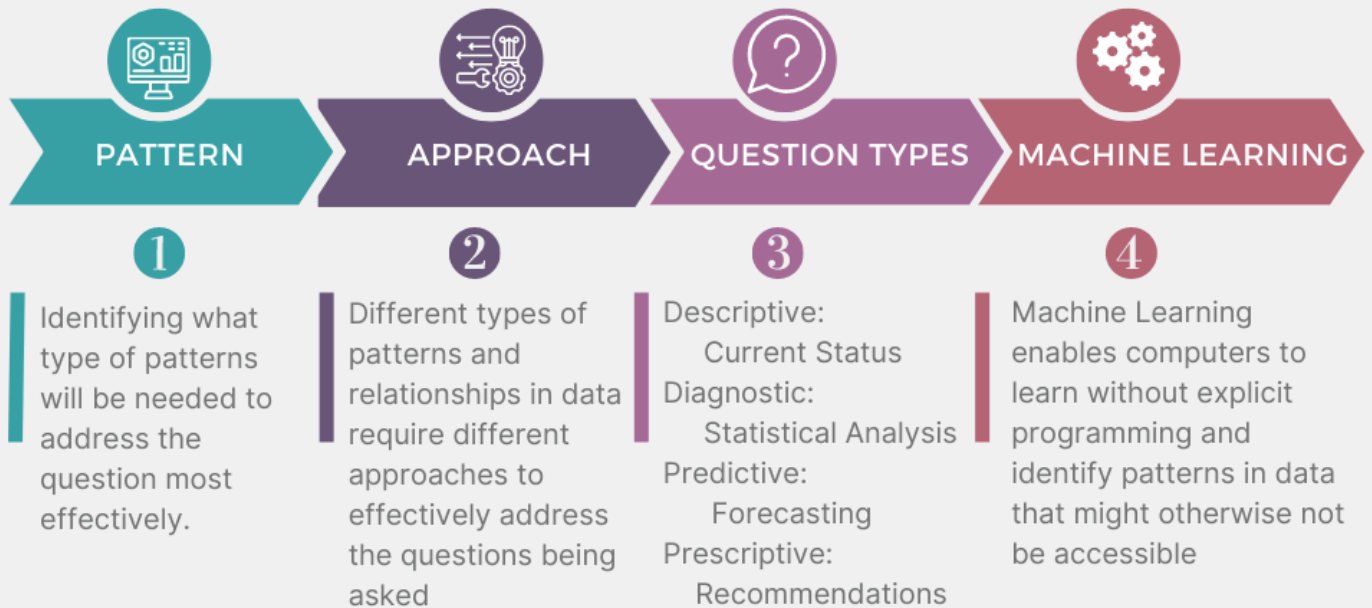 PATTERN
APPROACH
QUESTION TYPES
MACHINE LEARNING
1
Identifying what
type of patterns
will be needed to
address the
question most
effectively.
2
Different types of
patterns and
relationships in data
require different
approaches to
effectively address
the questions being
asked
3
Descriptive:
Current Status
Diagnostic:
Statistical Analysis
Predictive:
Forecasting
Prescriptive:
Recommendations
4
Machine Learning
enables computers to
learn without explicit
programming and
identify patterns in data
that might otherwise not
be accessible